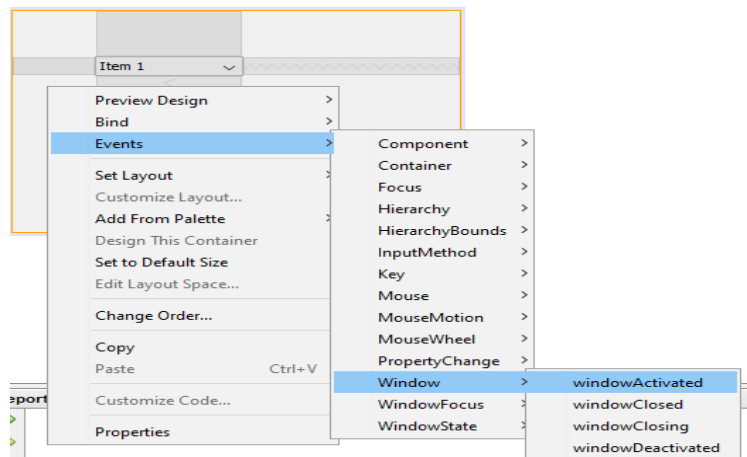 Item 1
Preview Design
Bind
Events
Set Layout
Customize Layout...
Add From Palette
Design This Container
Set to Default Size
Edit Layout Space...
Change Order...
Copy
Paste Ctrl+V
Customize Code...
Properties
Component
Container
Focus
Hierarchy
HierarchyBounds
InputMethod
Key
Mouse
MouseMotion
MouseWheel
PropertyChange
Window
WindowFocus
WindowState
windowActivated
windowClosed
windowClosing
windowDeactivated
eport